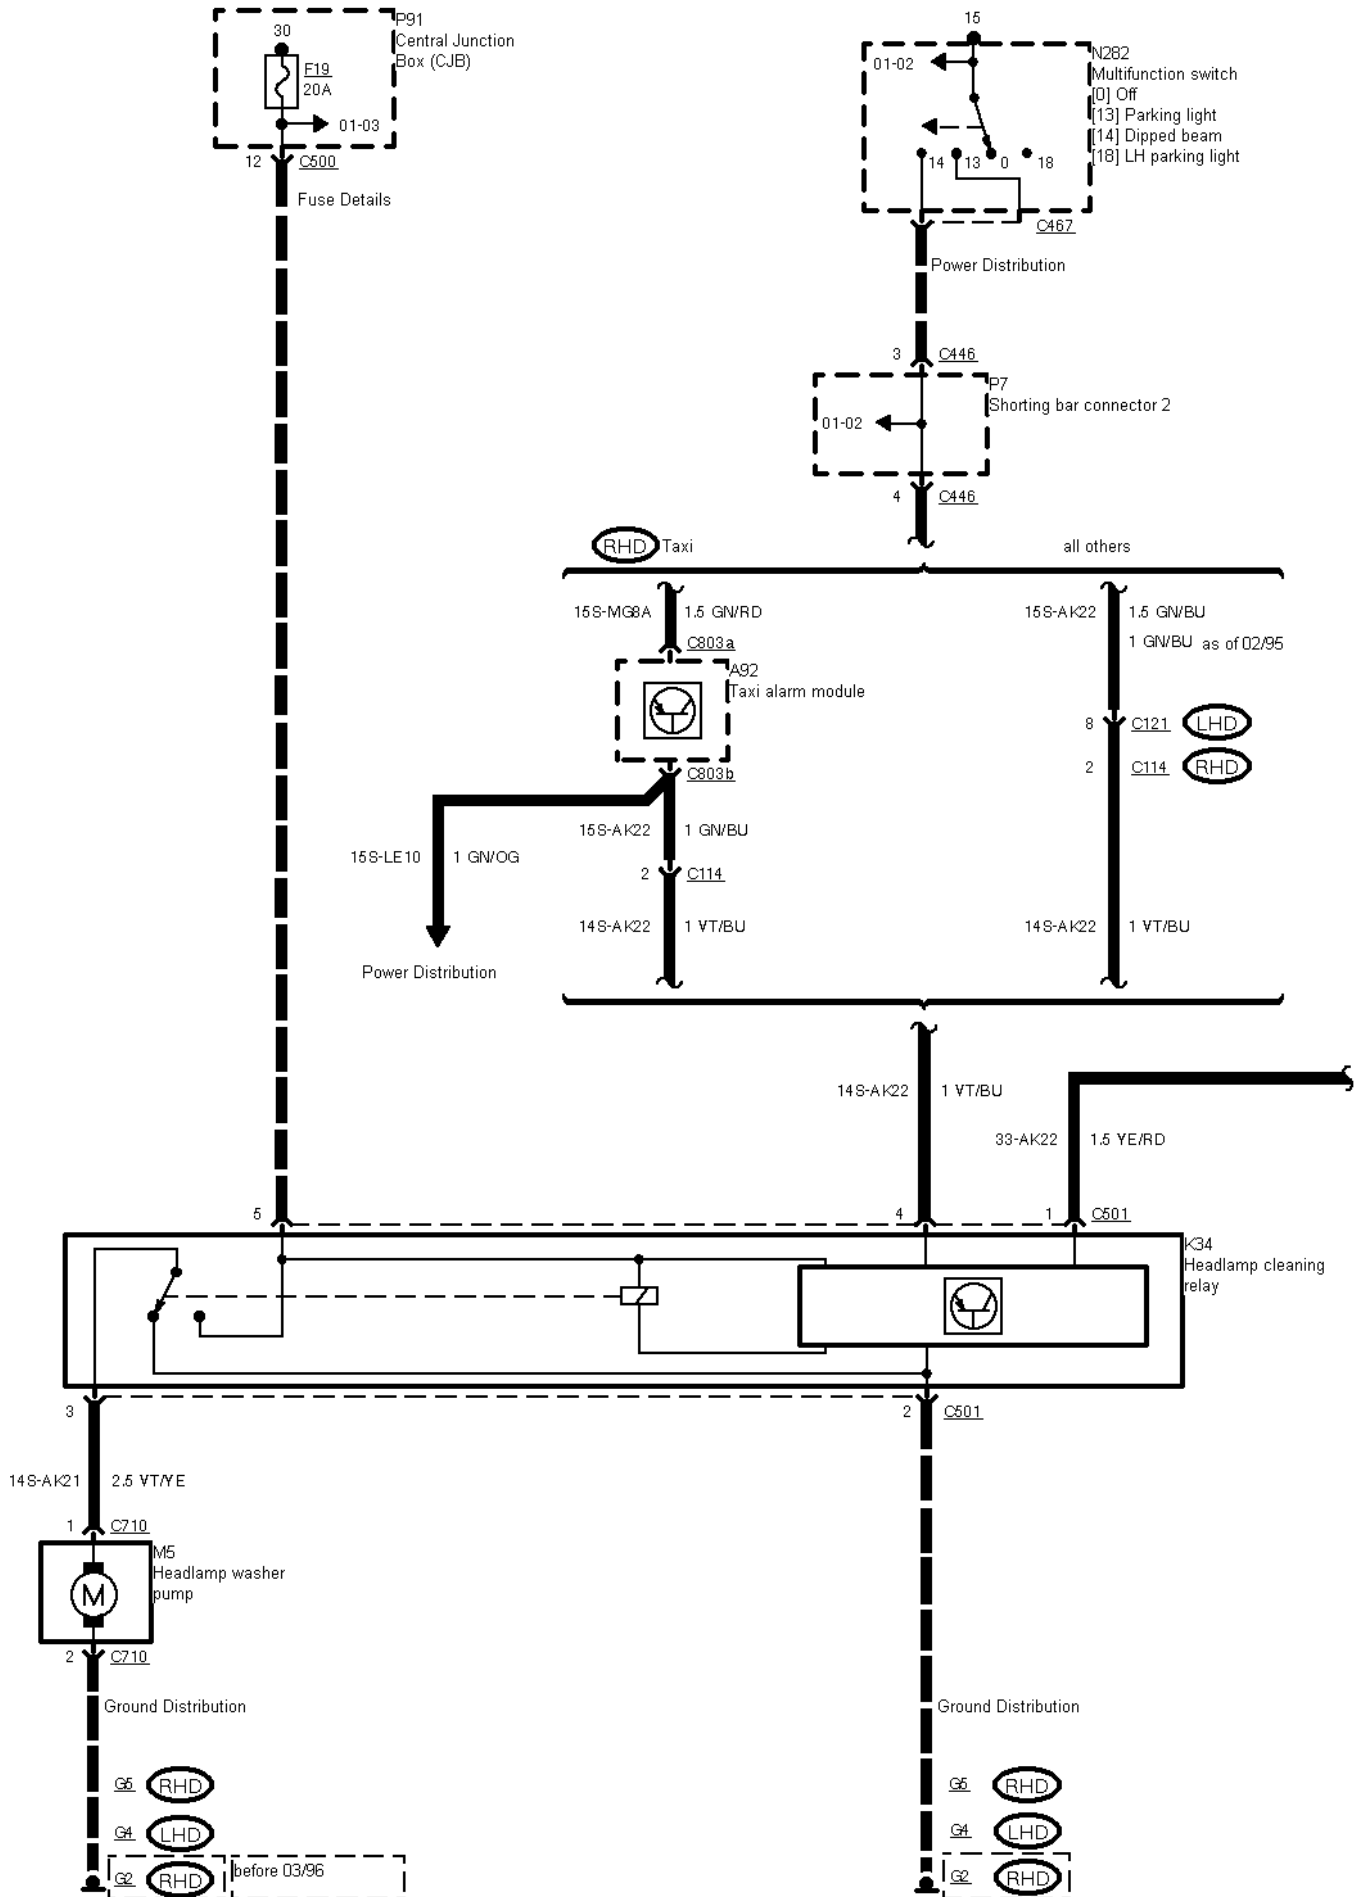 30
P91
Central Junction
Box (CJB)
F19
20A
01-03
12
C500
Fuse Details
15
N282
Multifunction switch
[0] Off
[13] Parking light
[14] Dipped beam
[18] LH parking light
01-02
14
13
0
18
C467
Power Distribution
3
C446
P7
Shorting bar connector 2
01-02
4
C446
RHD
Taxi
all others
15S-MG8A
1.5 GN/RD
15S-AK22
1.5 GN/BU
1 GN/BU as of 02/95
C803a
A92
Taxi alarm module
8
C121
LHD
2
C114
RHD
C803b
15S-AK22
1 GN/BU
15S-LE10
1 GN/OG
2
C114
14S-AK22
1 VT/BU
14S-AK22
1 VT/BU
Power Distribution
14S-AK22
1 VT/BU
33-AK22
1.5 YE/RD
5
4
1
C501
K34
Headlamp cleaning
relay
3
2
C501
14S-AK21
2.5 VT/YE
1
C710
M5
Headlamp washer
pump
M
2
C710
Ground Distribution
Ground Distribution
G5
RHD
G5
RHD
G4
LHD
G4
LHD
G2
RHD
before 03/96
G2
RHD